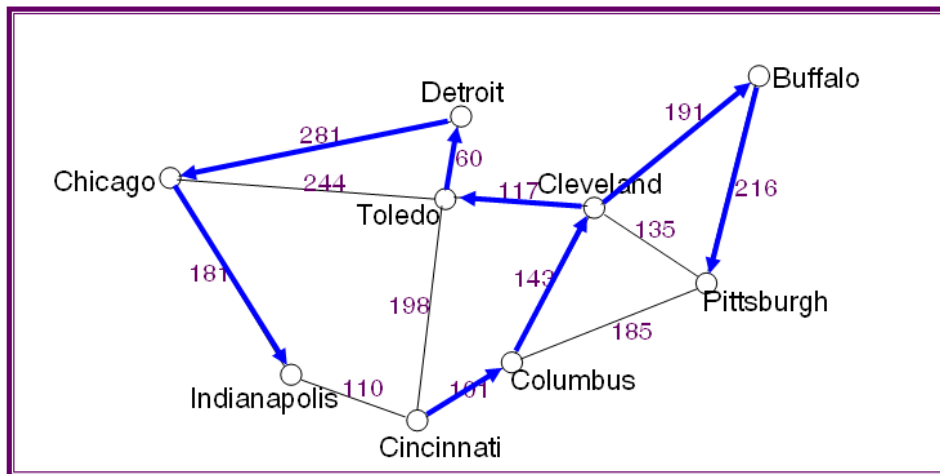 Buffalo
Detroit
191
281
60
Chicago
244
117
Cleveland
216
Toledo
135
181
143
Pittsburgh
198
185
Indianapolis
110
101
Columbus
Cincinnati